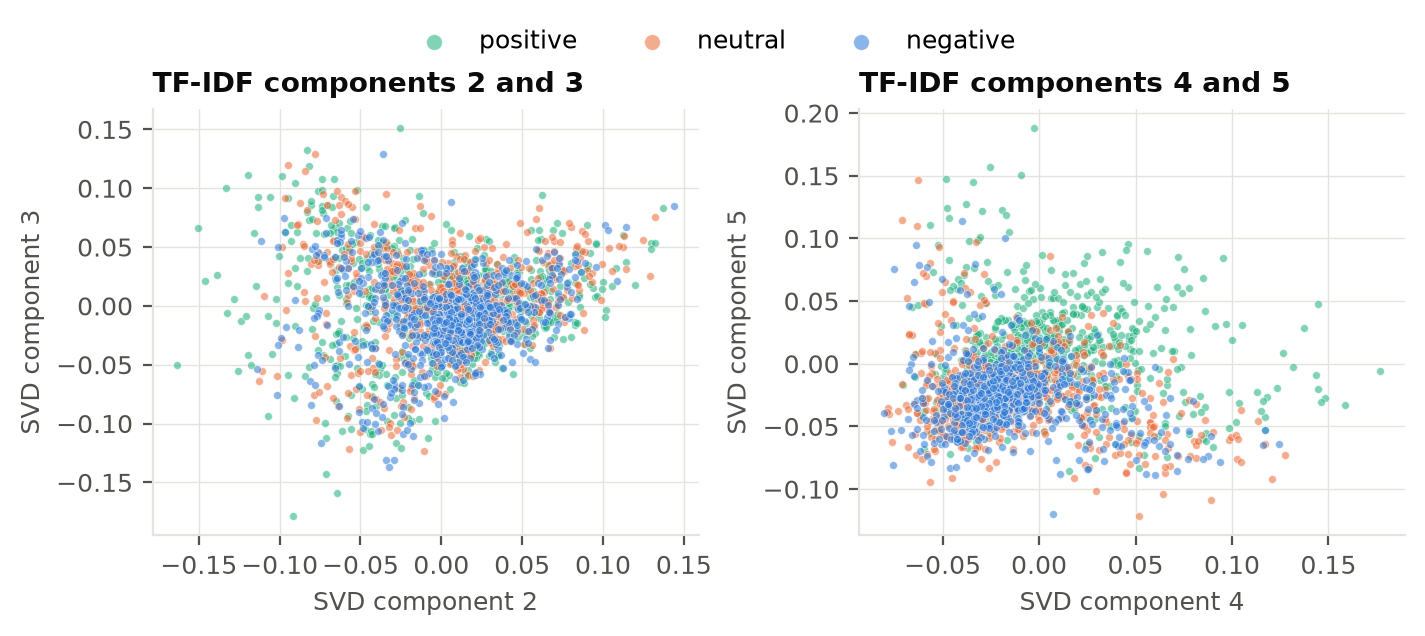 positive neutral negative
TF-IDF components 2 and 3
0.15
0.10
0.05
0.00
−0.05
−0.10
−0.15
SVD component 3
−0.15 −0.10 −0.05 0.00 0.05 0.10 0.15
SVD component 2
TF-IDF components 4 and 5
0.20
0.15
0.10
0.05
0.00
−0.05
−0.10
SVD component 5
−0.05 0.00 0.05 0.10 0.15
SVD component 4